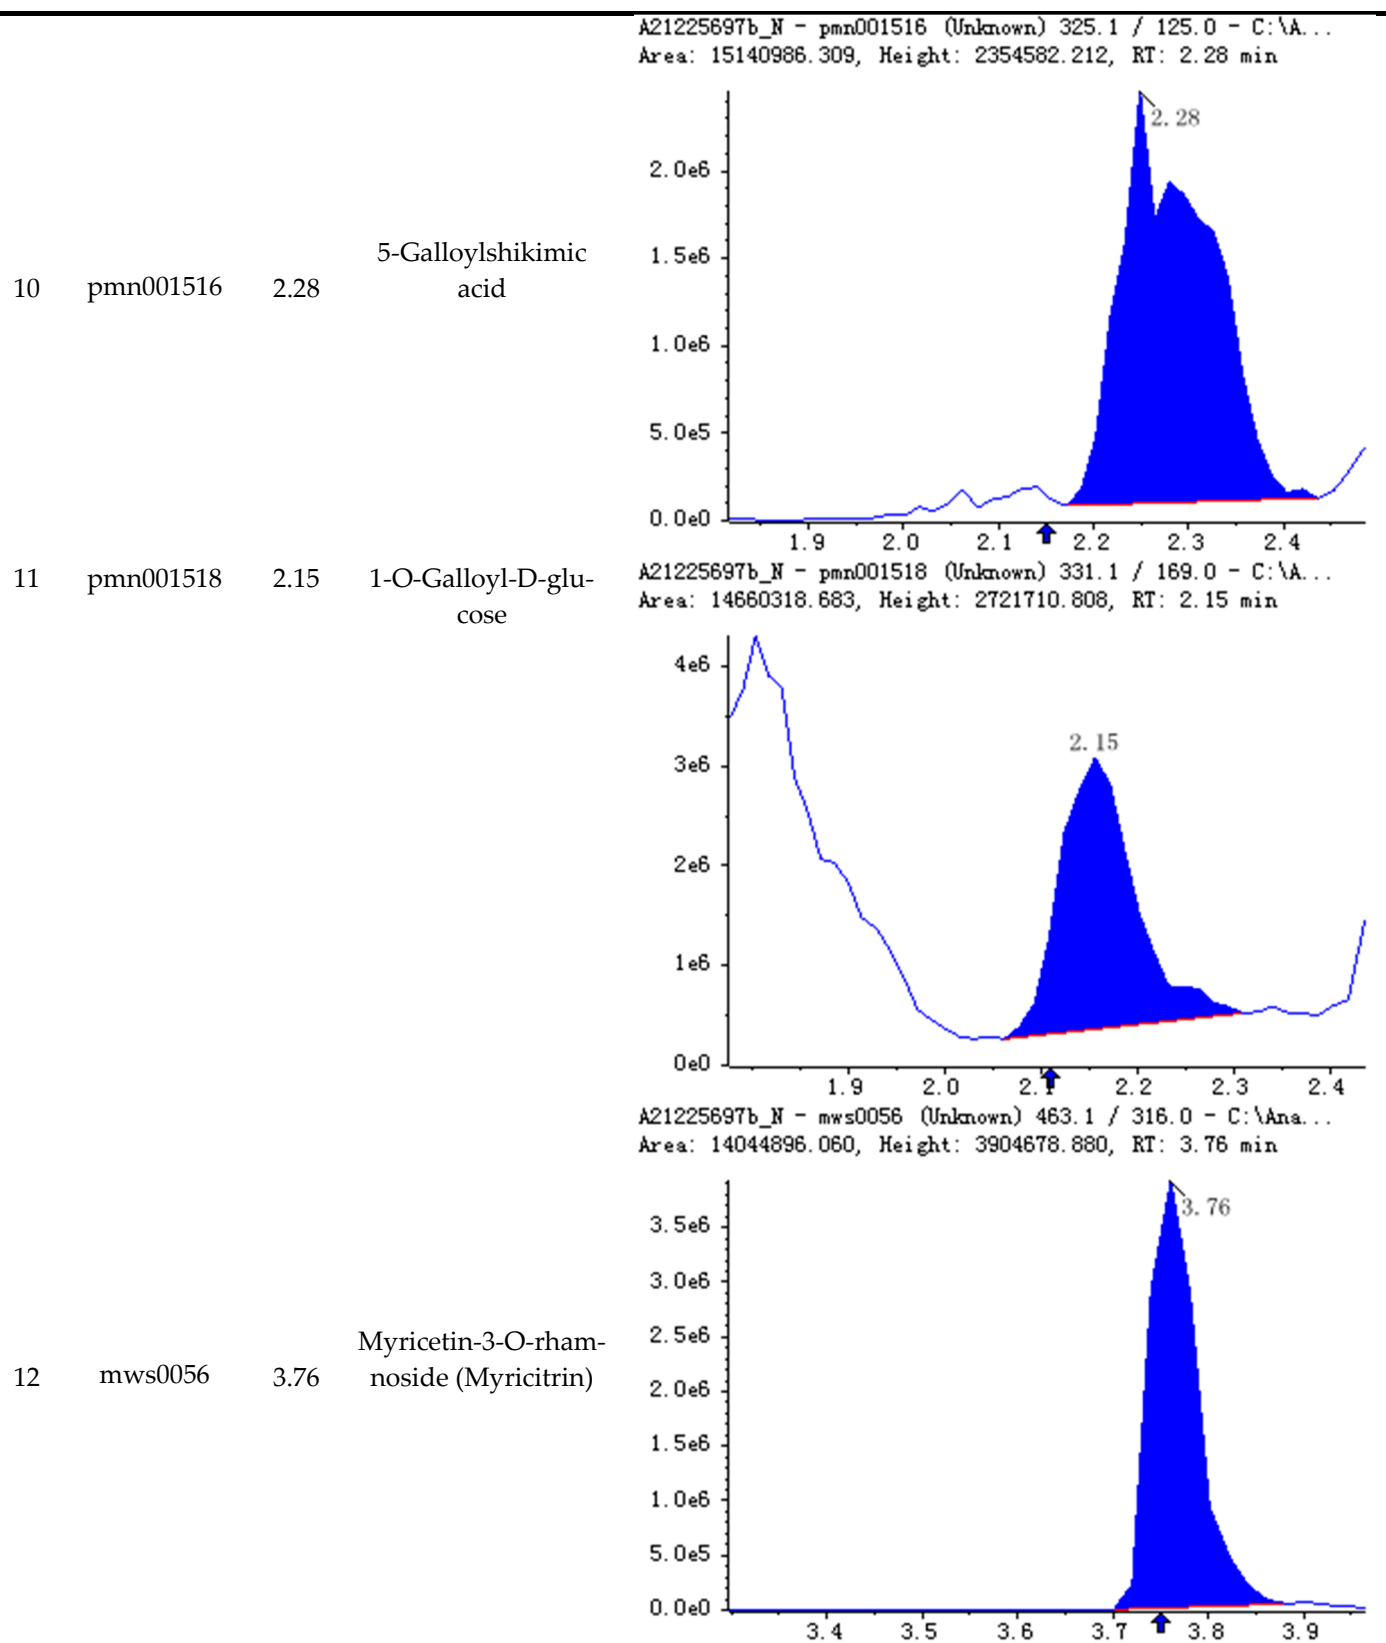 A21225697b_N - pmn001516 (Unknown) 325.1 / 125.0 - C:\A...
Area: 15140986.309, Height: 2354582.212, RT: 2.28 min
2.28
2.0e6
1.5e6
1.0e6
5.0e5
0.0e0
1.9 2.0 2.1 2.2 2.3 2.4
10 pmn001516 2.28 5-Galloylshikimic
acid
11 pmn001518 2.15 1-O-Galloyl-D-glu-
cose
A21225697b_N - pmn001518 (Unknown) 331.1 / 169.0 - C:\A...
Area: 14660318.683, Height: 2721710.808, RT: 2.15 min
2.15
4e6
3e6
2e6
1e6
0e0
1.9 2.0 2.1 2.2 2.3 2.4
A21225697b_N - mws0056 (Unknown) 463.1 / 316.0 - C:\Ana...
Area: 14044896.060, Height: 3904678.880, RT: 3.76 min
3.76
3.5e6
3.0e6
2.5e6
2.0e6
1.5e6
1.0e6
5.0e5
0.0e0
3.4 3.5 3.6 3.7 3.8 3.9
12 mws0056 3.76 Myricetin-3-O-rham-
noside (Myricitrin)